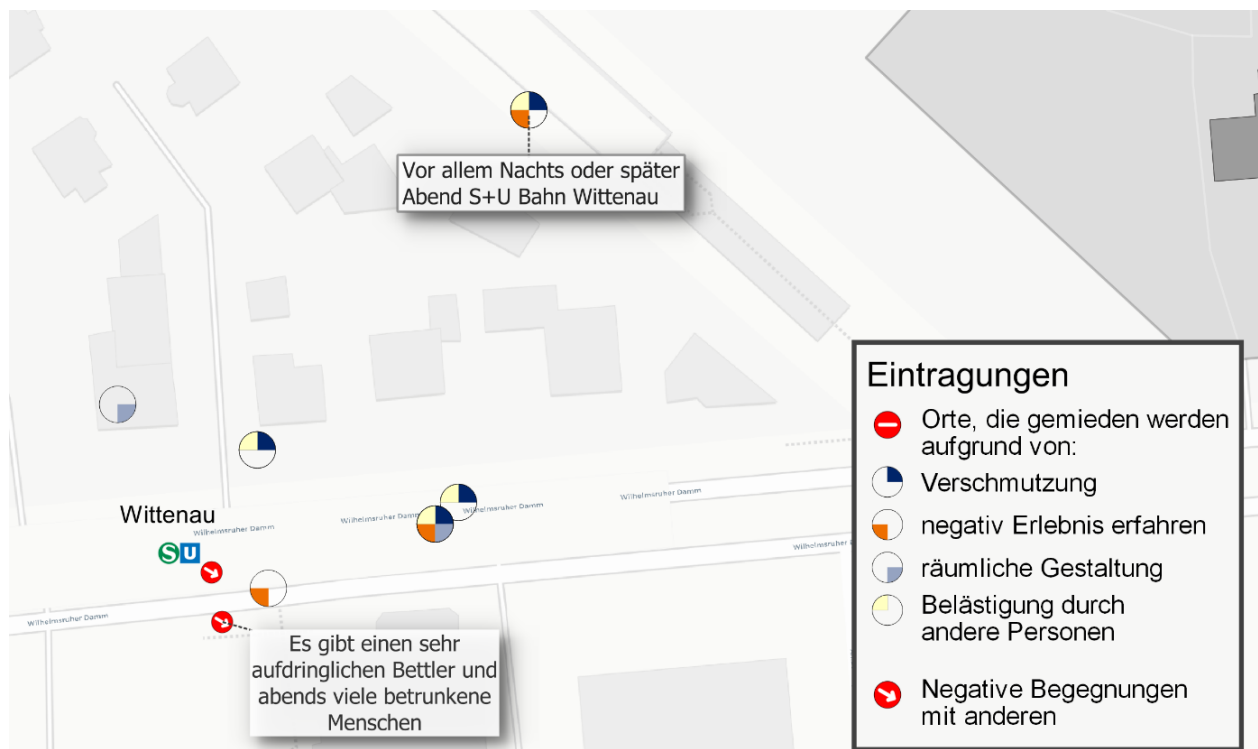 Vor allem Nachts oder später
Abend S+U Bahn Wittenau
Eintragungen
Orte, die gemieden werden
aufgrund von:
Verschmutzung
negativ Erlebnis erfahren
räumliche Gestaltung
Belästigung durch
andere Personen
Negative Begegnungen
mit anderen
Wittenau
S U
Wilhelmsruher Damm
Wilhelmsruher Damm
Wilhelmsruher Damm
Wilhelmsruher Damm
Wilhelmsruher
Wilhelmsruher Damm
Es gibt einen sehr
aufdringlichen Bettler und
abends viele betrunkene
Menschen